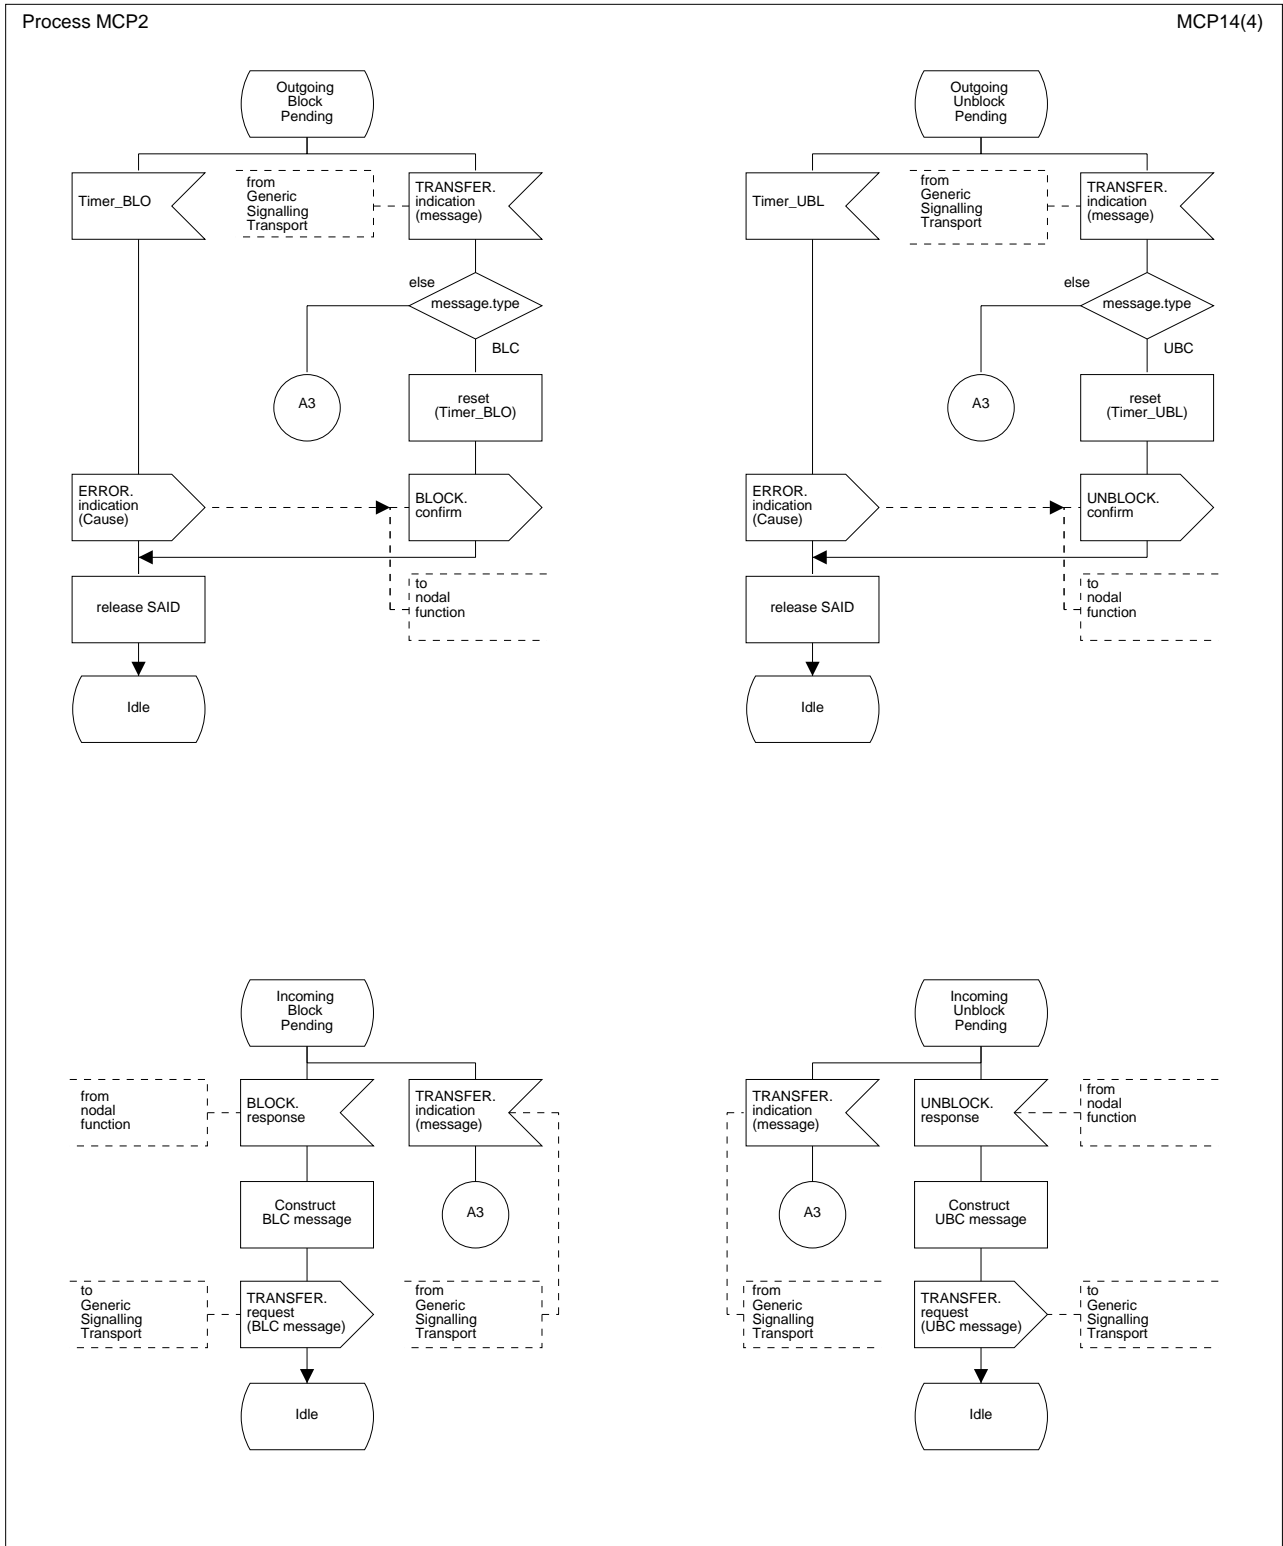 Process MCP2
MCP14(4)
Outgoing
Block
Pending
Timer_BLO
from
Generic
Signalling
Transport
TRANSFER.
indication
(message)
else
message.type
BLC
A3
reset
(Timer_BLO)
ERROR.
indication
(Cause)
BLOCK.
confirm
to
nodal
function
release SAID
Idle
Outgoing
Unblock
Pending
Timer_UBL
from
Generic
Signalling
Transport
TRANSFER.
indication
(message)
else
message.type
UBC
A3
reset
(Timer_UBL)
ERROR.
indication
(Cause)
UNBLOCK.
confirm
to
nodal
function
release SAID
Idle
Incoming
Block
Pending
from
nodal
function
BLOCK.
response
TRANSFER.
indication
(message)
Construct
BLC message
A3
to
Generic
Signalling
Transport
TRANSFER.
request
(BLC message)
from
Generic
Signalling
Transport
Idle
Incoming
Unblock
Pending
TRANSFER.
indication
(message)
UNBLOCK.
response
from
nodal
function
A3
Construct
UBC message
from
Generic
Signalling
Transport
TRANSFER.
request
(UBC message)
to
Generic
Signalling
Transport
Idle